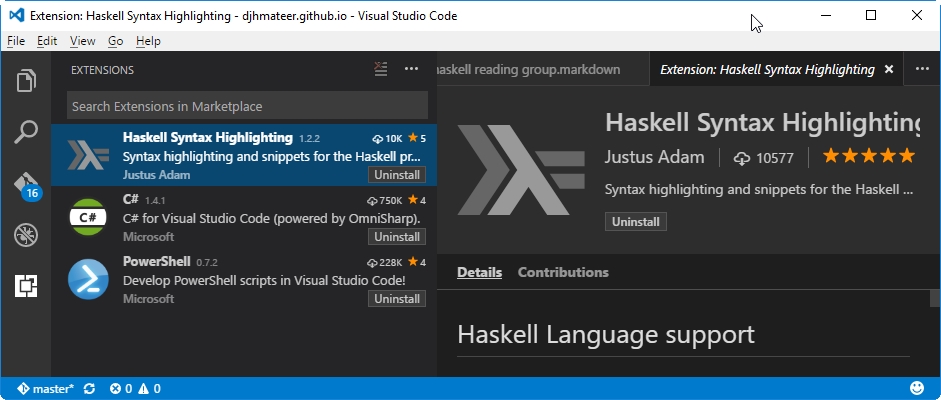 Extension: Haskell Syntax Highlighting - djhmateer.github.io - Visual Studio Code
File Edit View Go Help
EXTENSIONS
Search Extensions in Marketplace
Haskell Syntax Highlighting 1.2.2 10K 5
Syntax highlighting and snippets for the Haskell pr...
Justus Adam Uninstall
C# 1.4.1 750K 4
C# C# for Visual Studio Code (powered by OmniSharp).
Microsoft Uninstall
PowerShell 0.7.2 228K 4
Develop PowerShell scripts in Visual Studio Code!
Microsoft Uninstall
16
haskell reading group.markdown Extension: Haskell Syntax Highlighting
Haskell Syntax Highlighting
Justus Adam 10577
Syntax highlighting and snippets for the Haskell ...
Uninstall
Details Contributions
Haskell Language support
master* 0 0